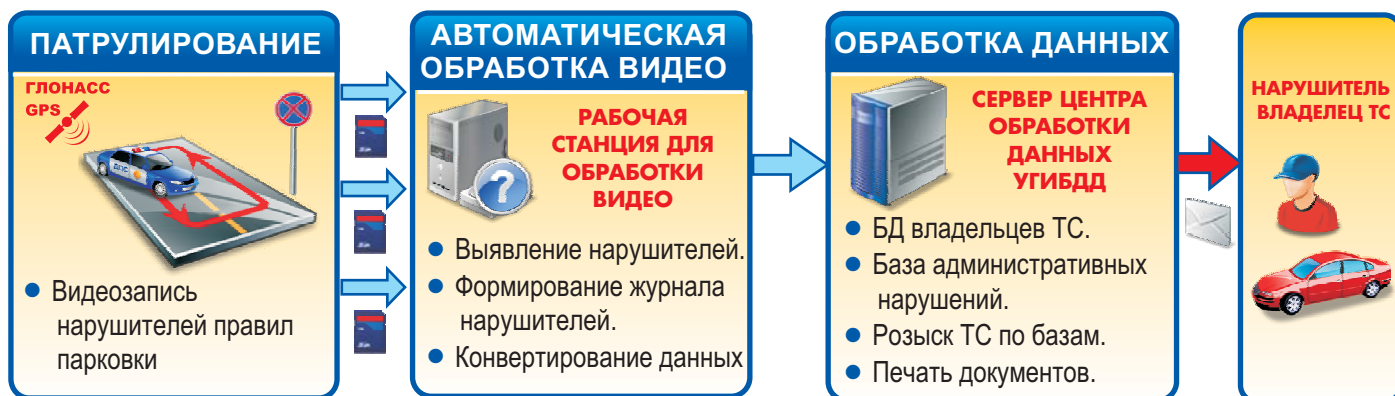 ПАТРУЛИРОВАНИЕ
ГЛОНАСС
GPS
ДПС
● Видеозапись
нарушителей правил
парковки
АВТОМАТИЧЕСКАЯ
ОБРАБОТКА ВИДЕО
РАБОЧАЯ
СТАНЦИЯ ДЛЯ
ОБРАБОТКИ
ВИДЕО
?
● Выявление нарушителей.
● Формирование журнала
нарушителей.
● Конвертирование данных
ОБРАБОТКА ДАННЫХ
СЕРВЕР ЦЕНТРА
ОБРАБОТКИ
ДАННЫХ
УГИБДД
● БД владельцев ТС.
● База административных
нарушений.
● Розыск ТС по базам.
● Печать документов.
НАРУШИТЕЛЬ
ВЛАДЕЛЕЦ ТС